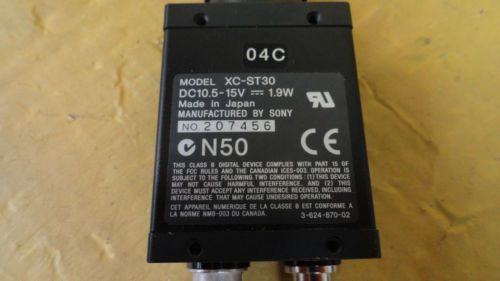 04C
MODEL XC-ST30
DC10.5-15V ⎓ 1.9W
Made in Japan
MANUFACTURED BY SONY
NO. 207456
N50
CE
THIS CLASS B DIGITAL DEVICE COMPLIES WITH PART 15 OF
THE FCC RULES AND THE CANADIAN ICES-003. OPERATION IS
SUBJECT TO THE FOLLOWING TWO CONDITIONS: (1) THIS DEVICE
MAY NOT CAUSE HARMFUL INTERFERENCE, AND (2) THIS DEVICE
MUST ACCEPT ANY INTERFERENCE RECEIVED, INCLUDING
INTERFERENCE THAT MAY CAUSE UNDESIRED OPERATION.
CET APPAREIL NUMERIQUE DE LA CLASSE B EST CONFORME A
LA NORME NMB-003 DU CANADA.
3-624-870-02